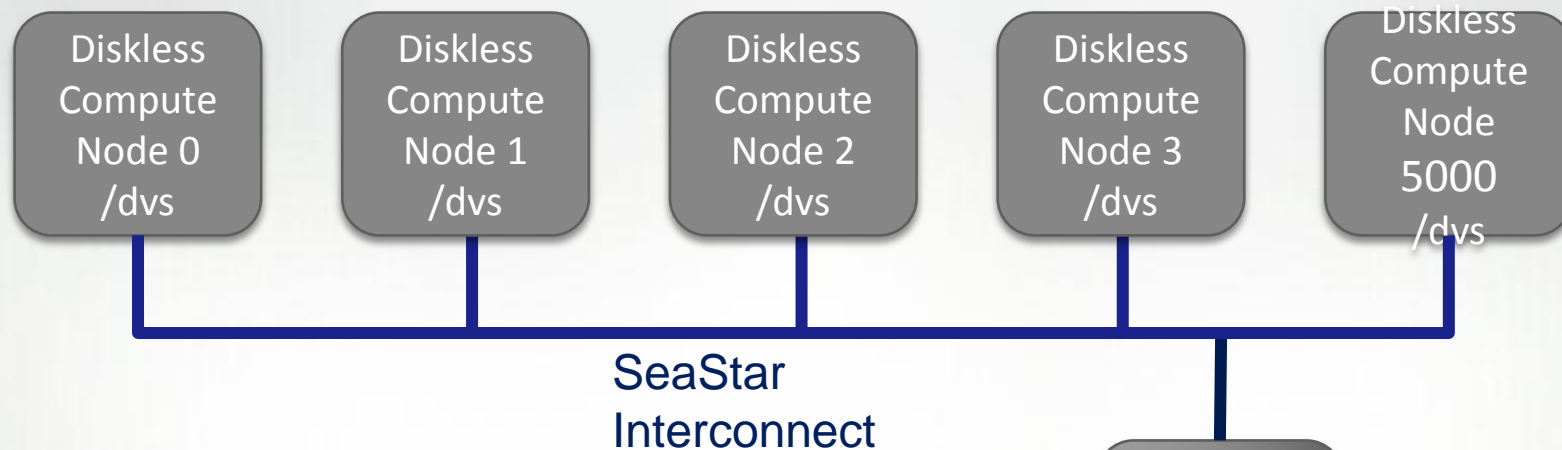 Diskless
Compute
Node 0
/dvs
Diskless
Compute
Node 1
/dvs
Diskless
Compute
Node 2
/dvs
Diskless
Compute
Node 3
/dvs
Diskless
Compute
Node
5000
/dvs
SeaStar
Interconnect